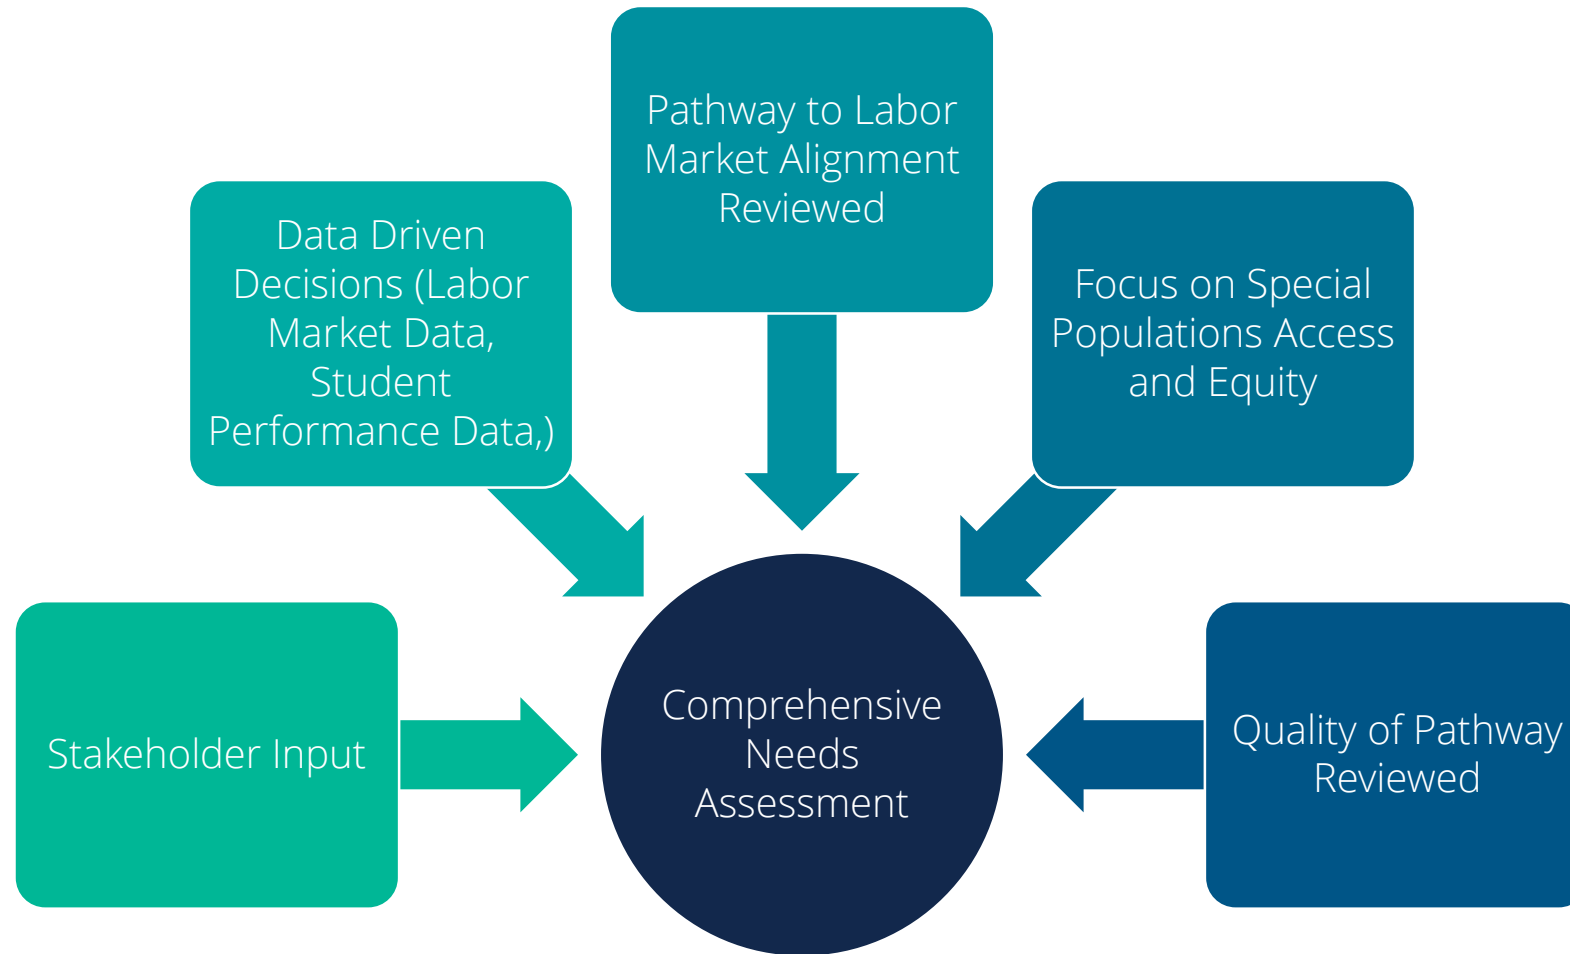 Pathway to Labor
Market Alignment
Reviewed
Data Driven
Decisions (Labor
Market Data,
Student
Performance Data,)
Focus on Special
Populations Access
and Equity
Stakeholder Input
Comprehensive
Needs
Assessment
Quality of Pathway
Reviewed